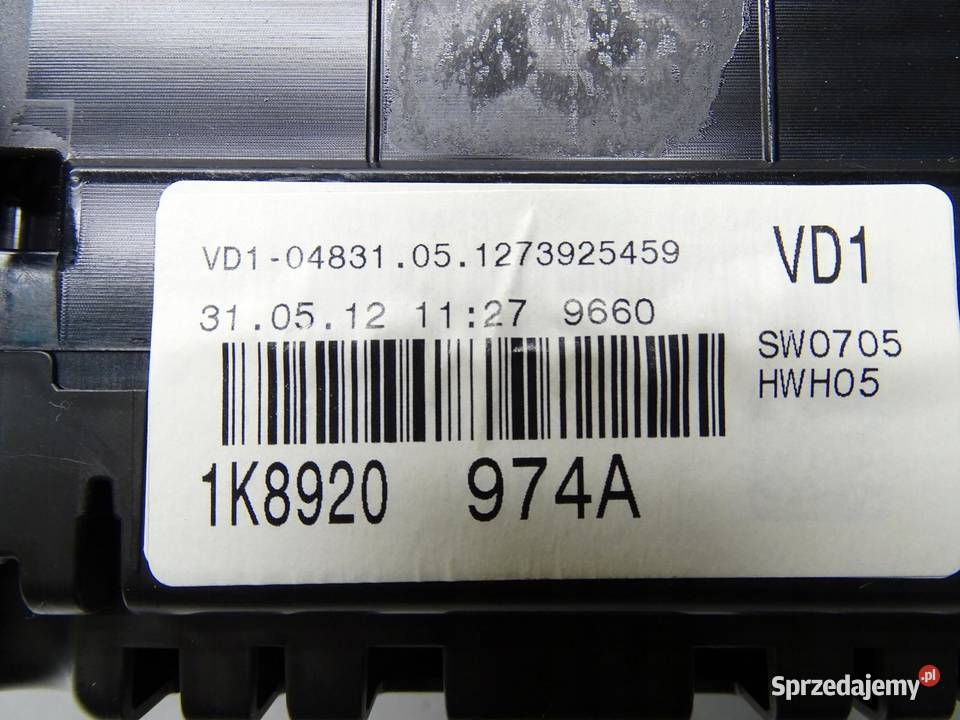 VD1-04831.05.1273925459
VD1
31.05.12 11:27 9660
SW0705
HWH05
1K8920 974A
Sprzedajemy.pl